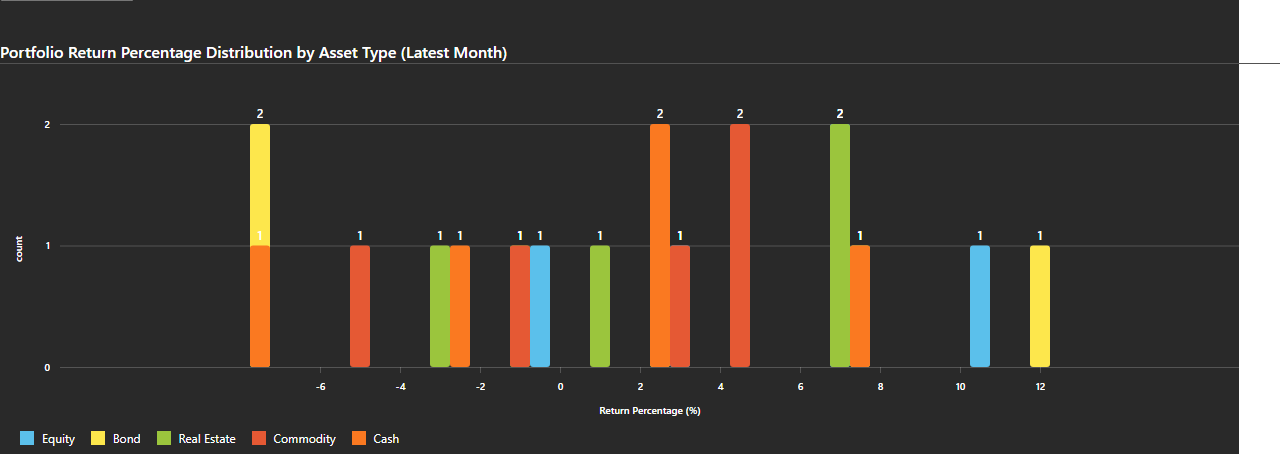 Portfolio Return Percentage Distribution by Asset Type (Latest Month)
2 2 2 2
2
1 1 1 1 1 1 1 1 1 1 1
1
count
0
-6 -4 -2 0 2 4 6 8 10 12
Return Percentage (%)
Equity Bond Real Estate Commodity Cash